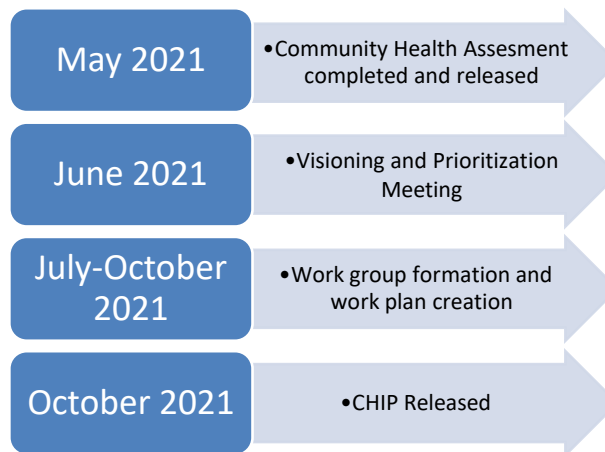 May 2021
•Community Health Assesment
completed and released
June 2021
•Visioning and Prioritization
Meeting
July-October
2021
•Work group formation and
work plan creation
October 2021
•CHIP Released